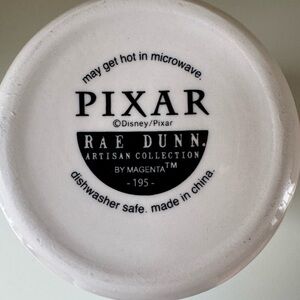 may get hot in microwave.
PIXAR
©Disney/Pixar
RAE DUNN.
ARTISAN COLLECTION
BY MAGENTA™
- 195 -
dishwasher safe. made in china.